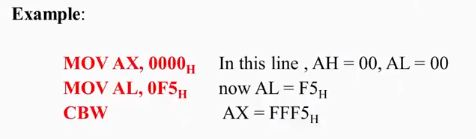 Example:
MOV AX, 0000H In this line , AH = 00, AL = 00
MOV AL, 0F5H now AL = F5H
CBW AX = FFF5H